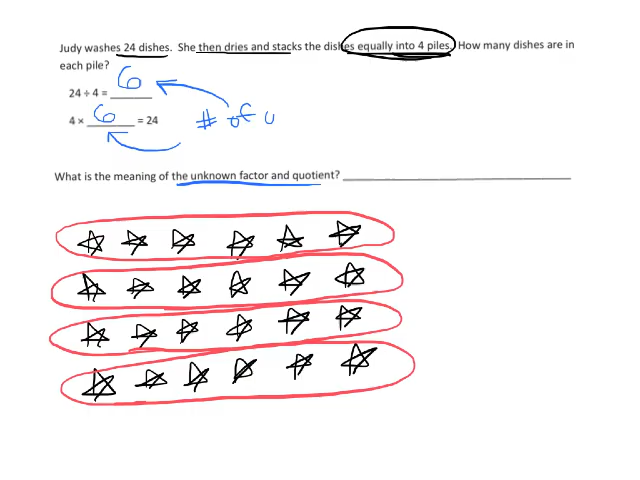 Judy washes 24 dishes. She then dries and stacks the dishes equally into 4 piles. How many dishes are in
each pile?
24 ÷ 4 = 6
4 × 6 = 24
# of u
What is the meaning of the unknown factor and quotient?